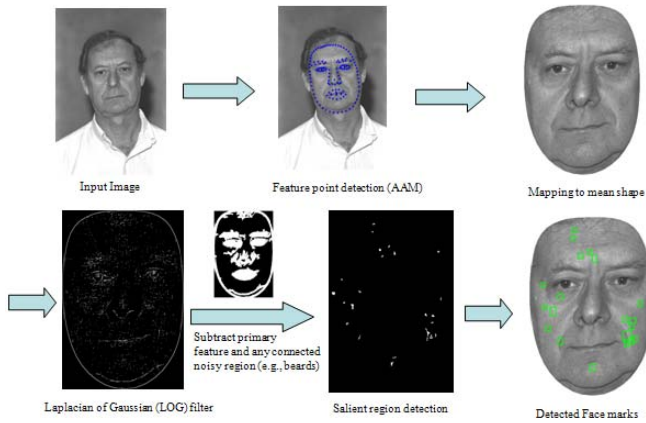 Input Image
Feature point detection (AAM)
Mapping to mean shape
Subtract primary
feature and any connected
noisy region (e.g., beards)
Laplacian of Gaussian (LOG) filter
Salient region detection
Detected Face marks